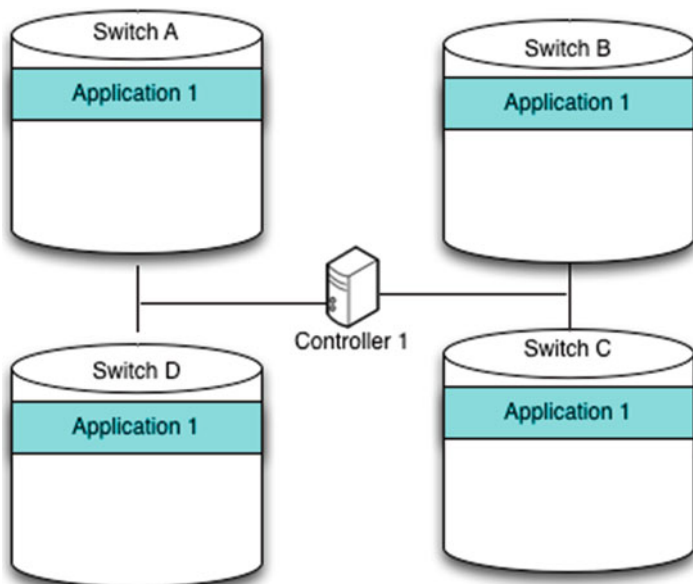 Switch A
Application 1
Switch B
Application 1
Controller 1
Switch D
Application 1
Switch C
Application 1